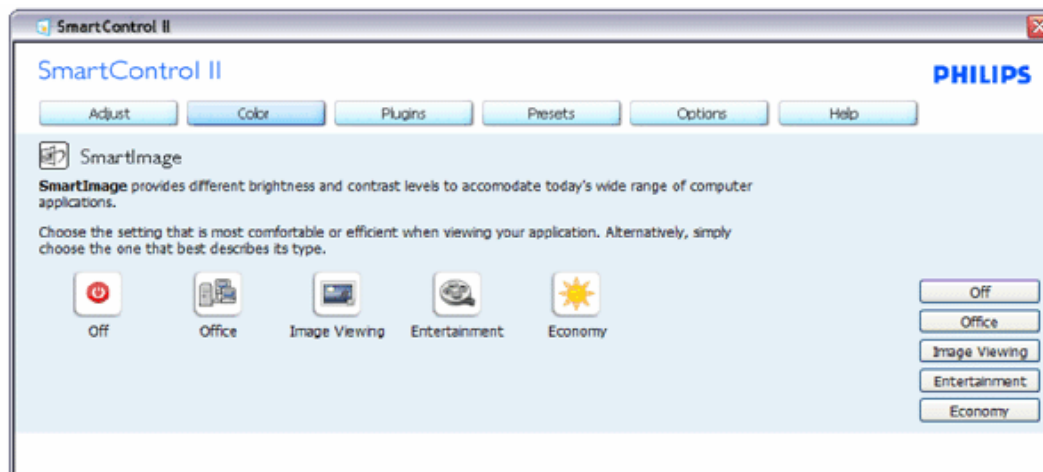 SmartControl II
SmartControl II
PHILIPS
Adjust Color Plugins Presets Options Help
SmartImage
SmartImage provides different brightness and contrast levels to accomodate today's wide range of computer
applications.
Choose the setting that is most comfortable or efficient when viewing your application. Alternatively, simply
choose the one that best describes its type.
Off Office Image Viewing Entertainment Economy
Off
Office
Image Viewing
Entertainment
Economy